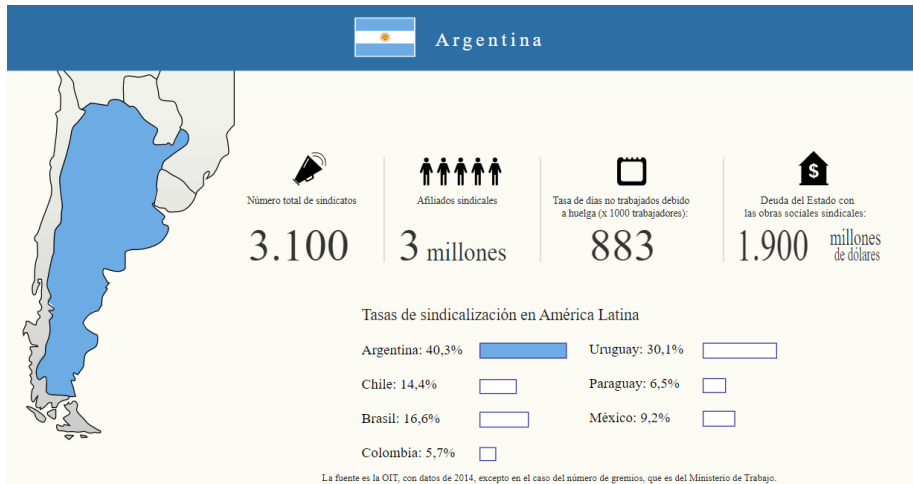 Argentina
Número total de sindicatos
3.100
Afiliados sindicales
3 millones
Tasa de días no trabajados debido
a huelga (x 1000 trabajadores):
883
$
Deuda del Estado con
las obras sociales sindicales:
1.900 millones
de dólares
Tasas de sindicalización en América Latina
Argentina: 40,3%
Uruguay: 30,1%
Chile: 14,4%
Paraguay: 6,5%
Brasil: 16,6%
México: 9,2%
Colombia: 5,7%
La fuente es la OIT, con datos de 2014, excepto en el caso del número de gremios, que es del Ministerio de Trabajo.